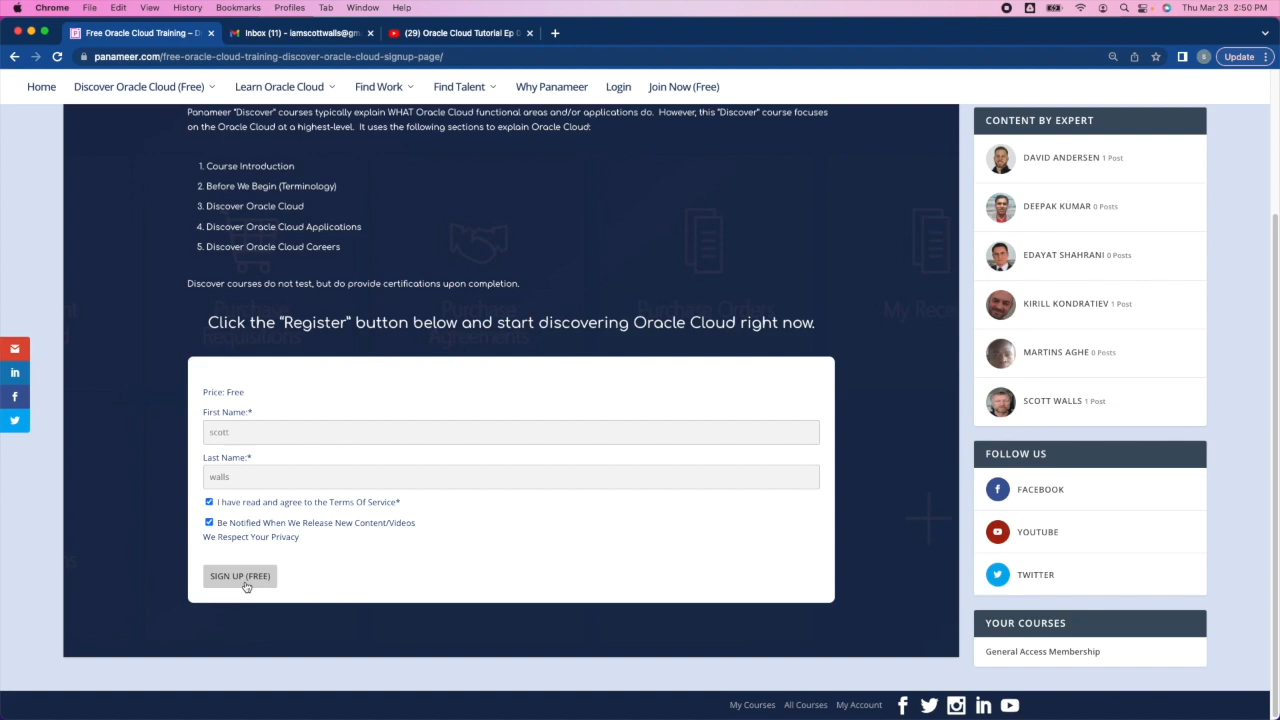 Chrome File Edit View History Bookmarks Profiles Tab Window Help Thu Mar 23 2:50 PM
Free Oracle Cloud Training – D Inbox (11) - iamscottwalls@gm (29) Oracle Cloud Tutorial Ep
panameer.com/free-oracle-cloud-training-discover-oracle-cloud-signup-page/ Update
Home Discover Oracle Cloud (Free) Learn Oracle Cloud Find Work Find Talent Why Panameer Login Join Now (Free)
Panameer "Discover" courses typically explain WHAT Oracle Cloud functional areas and/or applications do. However, this "Discover" course focuses
on the Oracle Cloud at a highest-level. It uses the following sections to explain Oracle Cloud:
1. Course Introduction
2. Before We Begin (Terminology)
3. Discover Oracle Cloud
4. Discover Oracle Cloud Applications
5. Discover Oracle Cloud Careers
Discover courses do not test, but do provide certifications upon completion.
Purchase Requisitions
Purchase Agreements
Purchase Orders
Click the "Register" button below and start discovering Oracle Cloud right now.
Price: Free
First Name:*
scott
Last Name:*
walls
I have read and agree to the Terms Of Service*
Be Notified When We Release New Content/Videos
We Respect Your Privacy
SIGN UP (FREE)
CONTENT BY EXPERT
DAVID ANDERSEN 1 Post
DEEPAK KUMAR 0 Posts
EDAYAT SHAHRANI 0 Posts
KIRILL KONDRATIEV 1 Post
MARTINS AGHE 0 Posts
SCOTT WALLS 1 Post
FOLLOW US
FACEBOOK
YOUTUBE
TWITTER
YOUR COURSES
General Access Membership
My Courses All Courses My Account